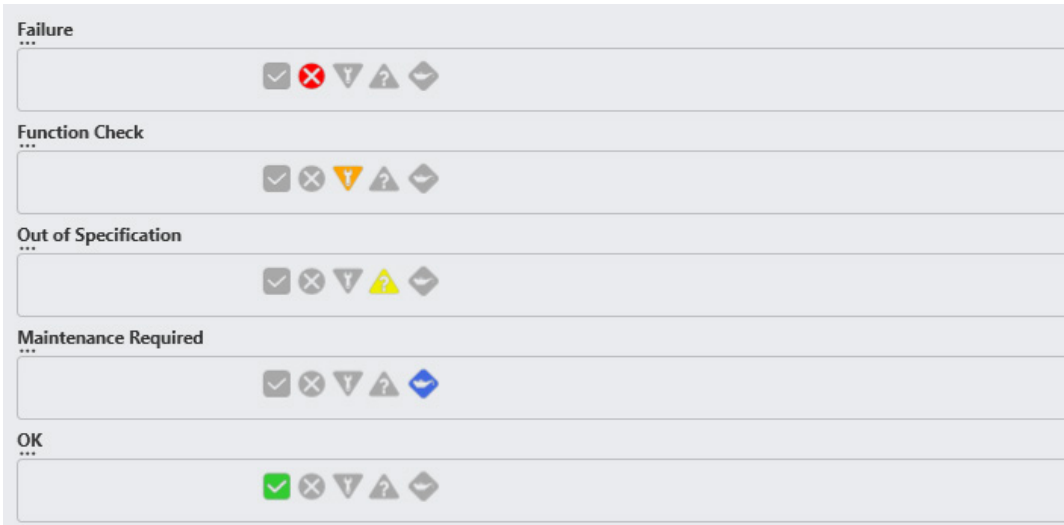 Failure
Function Check
Out of Specification
Maintenance Required
OK